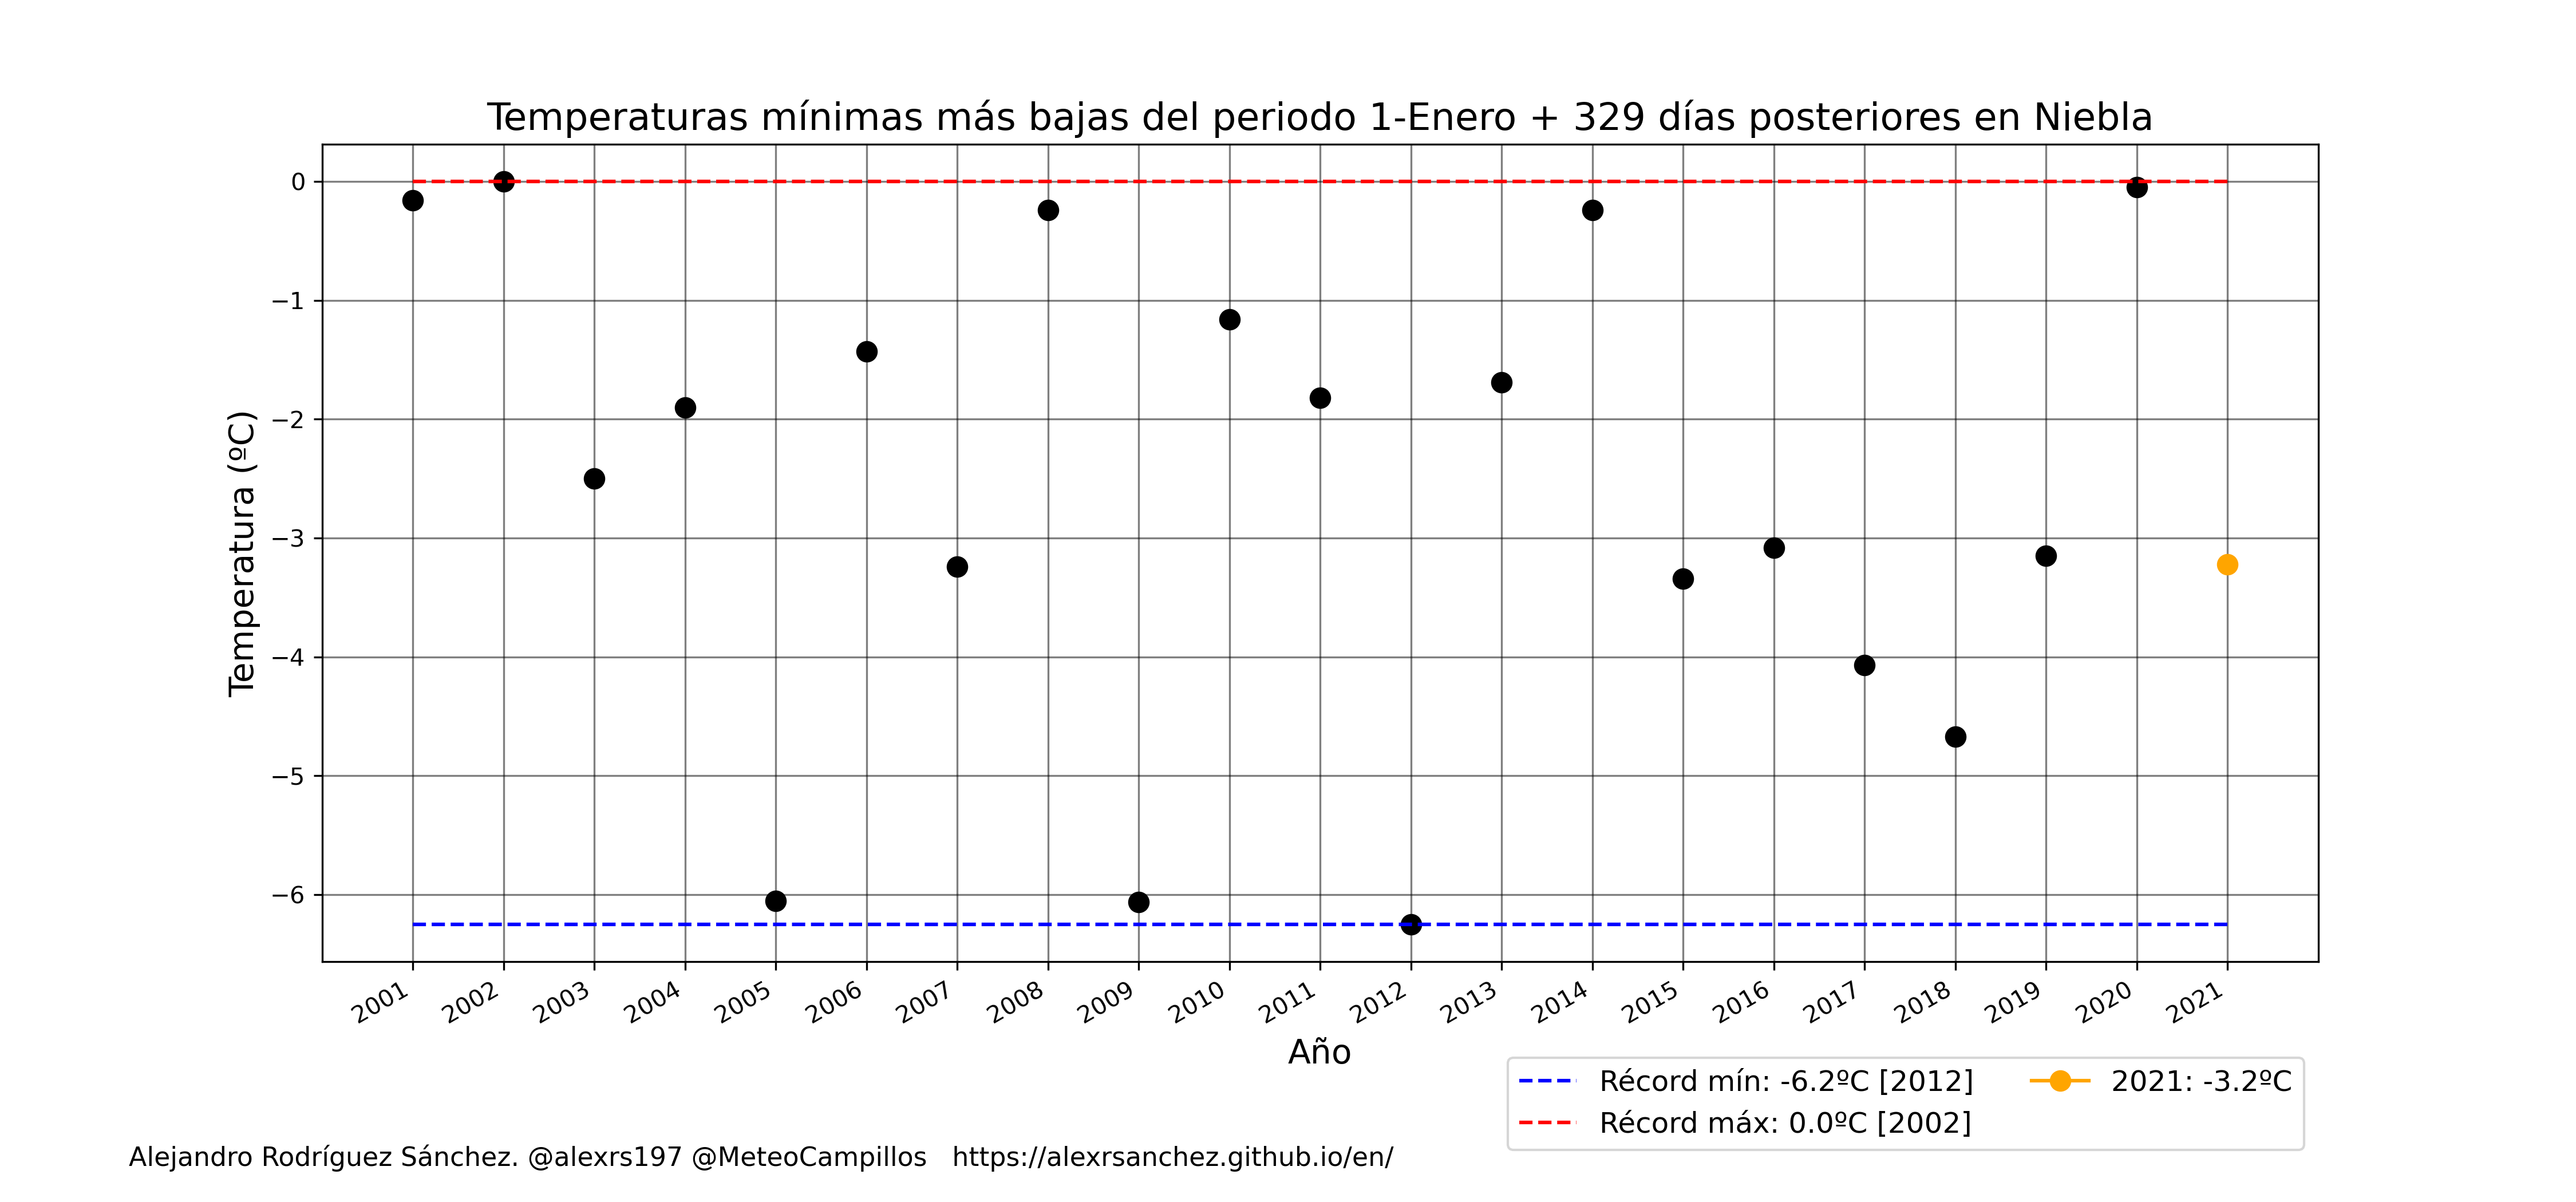 Temperaturas mínimas más bajas del periodo 1-Enero + 329 días posteriores en Niebla
Temperatura (ºC)
0
−1
−2
−3
−4
−5
−6
2001 2002 2003 2004 2005 2006 2007 2008 2009 2010 2011 2012 2013 2014 2015 2016 2017 2018 2019 2020 2021
Año
Récord mín: -6.2ºC [2012]
Récord máx: 0.0ºC [2002]
2021: -3.2ºC
Alejandro Rodríguez Sánchez. @alexrs197 @MeteoCampillos https://alexrsanchez.github.io/en/